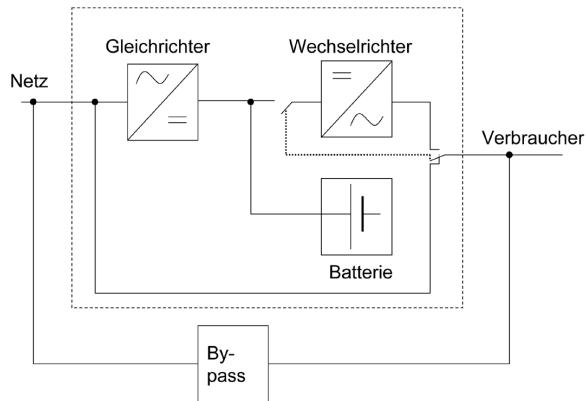 Gleichrichter
Wechselrichter
Netz
Verbraucher
Batterie
By-
pass